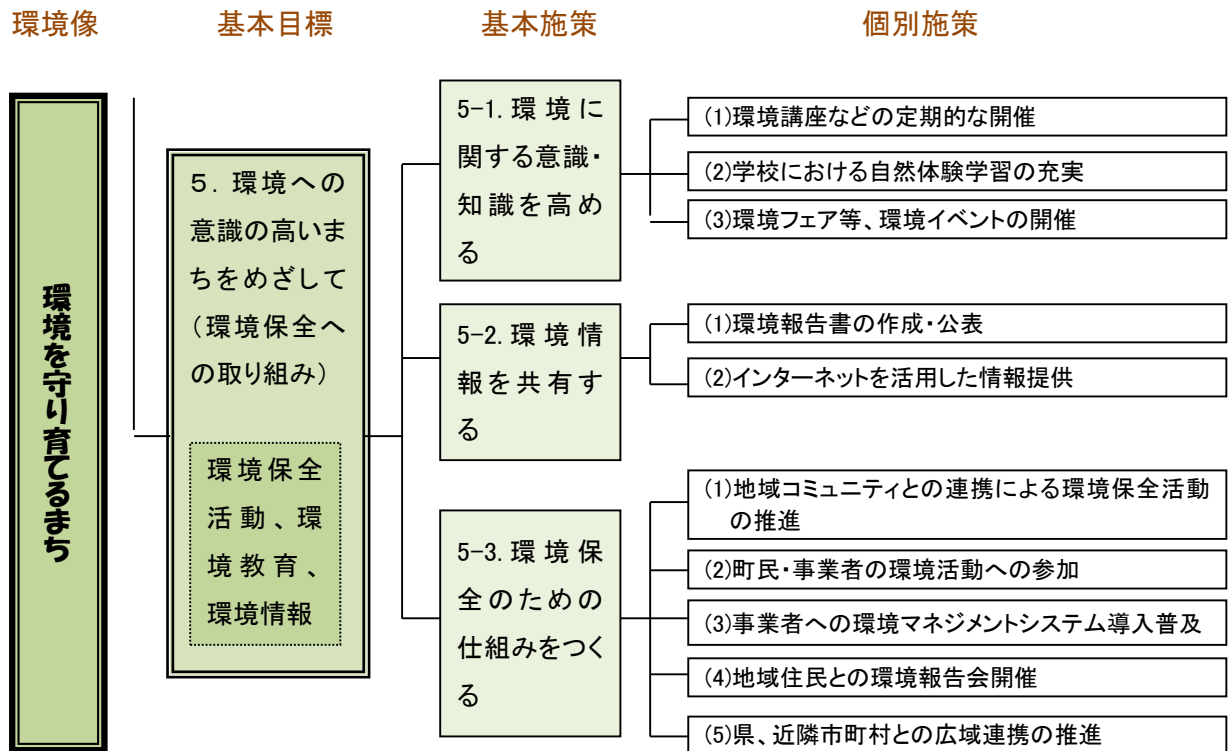 環境像
基本目標
基本施策
個別施策
環境を守り育てるまち
５．環境への
意識の高いま
ちをめざして
（環境保全へ
の取り組み）
環境保全
活動、環
境教育、
環境情報
5-1.環境に
関する意識・
知識を高め
る
(1)環境講座などの定期的な開催
(2)学校における自然体験学習の充実
(3)環境フェア等、環境イベントの開催
5-2.環境情
報を共有す
る
(1)環境報告書の作成・公表
(2)インターネットを活用した情報提供
5-3.環境保
全のための
仕組みをつく
る
(1)地域コミュニティとの連携による環境保全活動
の推進
(2)町民・事業者の環境活動への参加
(3)事業者への環境マネジメントシステム導入普及
(4)地域住民との環境報告会開催
(5)県、近隣市町村との広域連携の推進